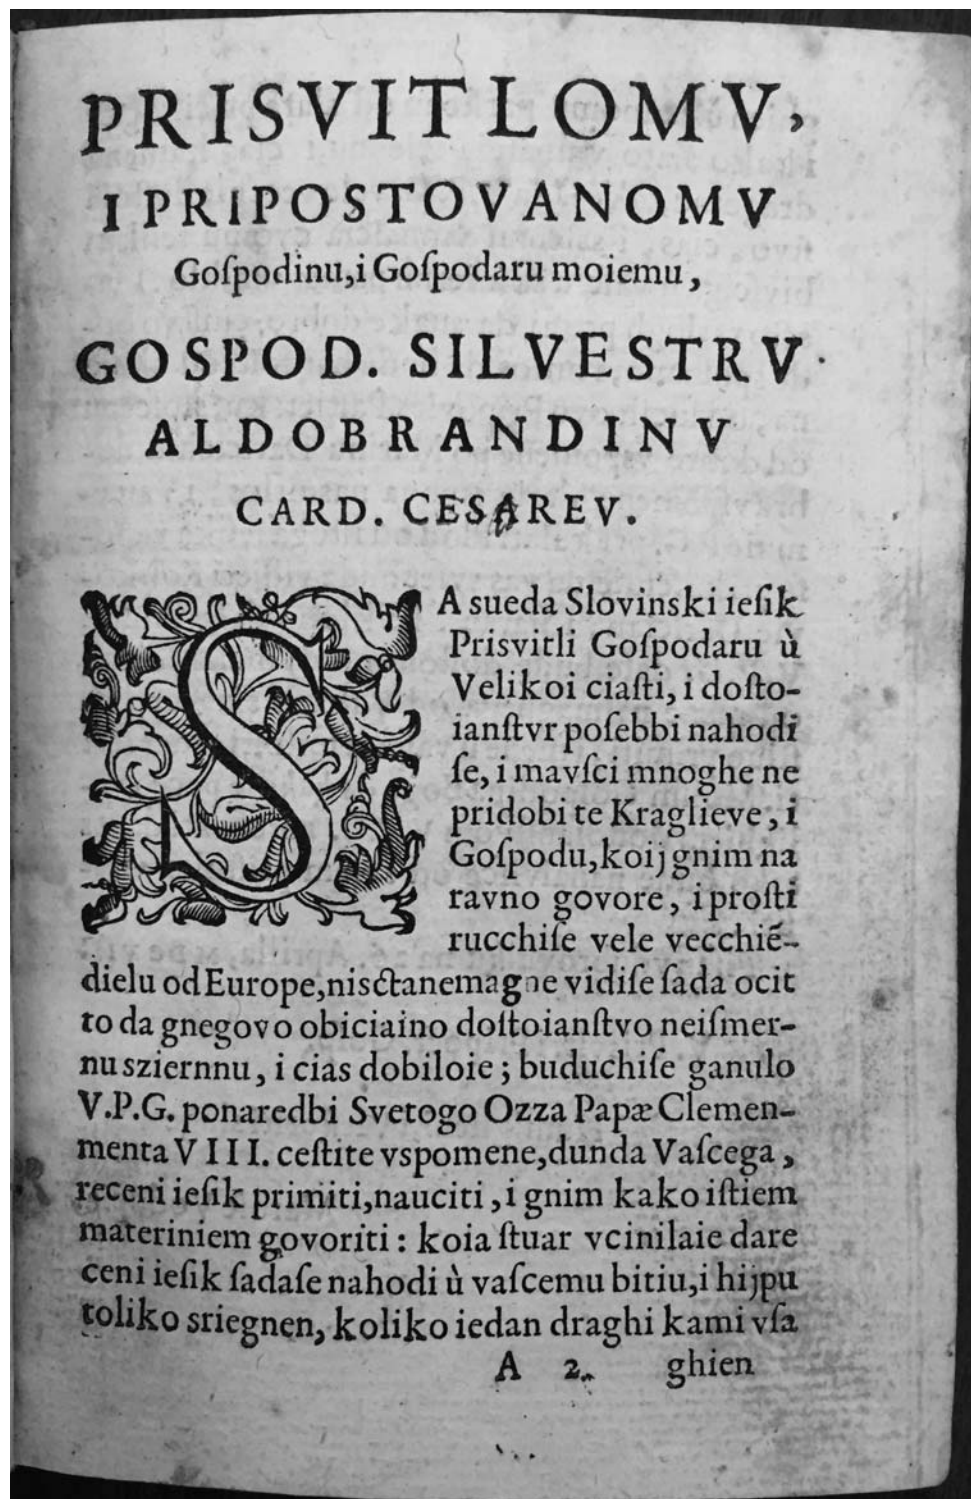 PRISVITLOMV,
I PRIPOSTOVANOMV
Goſpodinu,i Goſpodaru moiemu,
GOSPOD. SILVESTRV
ALDOBRANDINV
CARD. CESAREV.
SA sueda Slovinski ieſik
Prisvitli Goſpodaru ù
Velikoi ciaſti, i doſto-
ianſtvr poſebbi nahodi
ſe, i mavſci mnoghe ne
pridobi te Kraglieve, i
Goſpodu,koij gnim na
ravno govore, i proſti
rucchiſe vele vecchiē-
dielu od Europe,nisctanemagne vidiſe ſada ocit
to da gnegovo obiciaino doſtoianſtvo neiſmer-
nu sziernnu, i cias dobiloie; buduchiſe ganulo
V.P.G. ponaredbi Svetogo Ozza Papæ Clemen-
menta VIII. ceſtite vspomene,dunda Vaſcega,
receni ieſik primiti,nauciti, i gnim kako iſtiem
materiniem govoriti: koia ſtuar vcinilaie dare
ceni ieſik ſadaſe nahodi ù vaſcemu bitiu,i hijpu
toliko sriegnen, koliko iedan draghi kami vſa
A 2. ghien